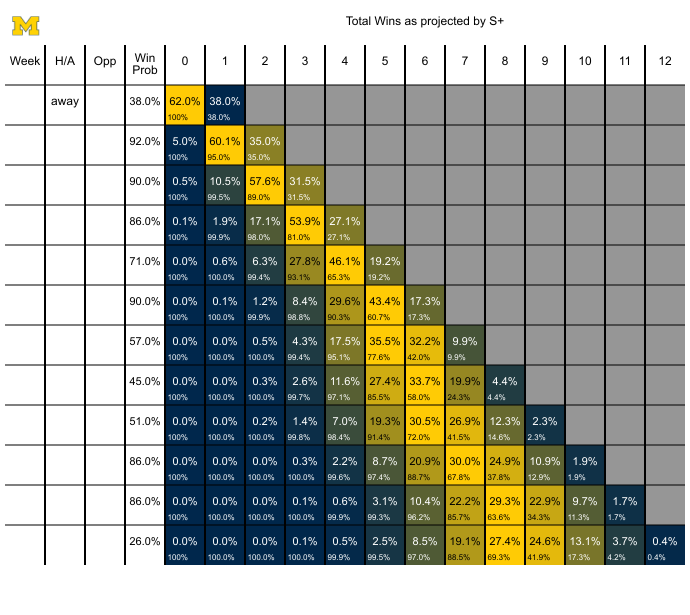 M
Total Wins as projected by S+
Week H/A Opp Win Prob 0 1 2 3 4 5 6 7 8 9 10 11 12
away 38.0% 62.0% 38.0%
100% 38.0%
92.0% 5.0% 60.1% 35.0%
100% 95.0% 35.0%
90.0% 0.5% 10.5% 57.6% 31.5%
100% 99.5% 89.0% 31.5%
86.0% 0.1% 1.9% 17.1% 53.9% 27.1%
100% 99.9% 98.0% 81.0% 27.1%
71.0% 0.0% 0.6% 6.3% 27.8% 46.1% 19.2%
100% 100.0% 99.4% 93.1% 65.3% 19.2%
90.0% 0.0% 0.1% 1.2% 8.4% 29.6% 43.4% 17.3%
100% 100.0% 99.9% 98.8% 90.3% 60.7% 17.3%
57.0% 0.0% 0.0% 0.5% 4.3% 17.5% 35.5% 32.2% 9.9%
100% 100.0% 100.0% 99.4% 95.1% 77.6% 42.0% 9.9%
45.0% 0.0% 0.0% 0.3% 2.6% 11.6% 27.4% 33.7% 19.9% 4.4%
100% 100.0% 100.0% 99.7% 97.1% 85.5% 58.0% 24.3% 4.4%
51.0% 0.0% 0.0% 0.2% 1.4% 7.0% 19.3% 30.5% 26.9% 12.3% 2.3%
100% 100.0% 100.0% 99.8% 98.4% 91.4% 72.0% 41.5% 14.6% 2.3%
86.0% 0.0% 0.0% 0.0% 0.3% 2.2% 8.7% 20.9% 30.0% 24.9% 10.9% 1.9%
100% 100.0% 100.0% 100.0% 99.6% 97.4% 88.7% 67.8% 37.8% 12.9% 1.9%
86.0% 0.0% 0.0% 0.0% 0.1% 0.6% 3.1% 10.4% 22.2% 29.3% 22.9% 9.7% 1.7%
100% 100.0% 100.0% 100.0% 99.9% 99.3% 96.2% 85.7% 63.6% 34.3% 11.3% 1.7%
26.0% 0.0% 0.0% 0.0% 0.1% 0.5% 2.5% 8.5% 19.1% 27.4% 24.6% 13.1% 3.7% 0.4%
100% 100.0% 100.0% 100.0% 99.9% 99.5% 97.0% 88.5% 69.3% 41.9% 17.3% 4.2% 0.4%